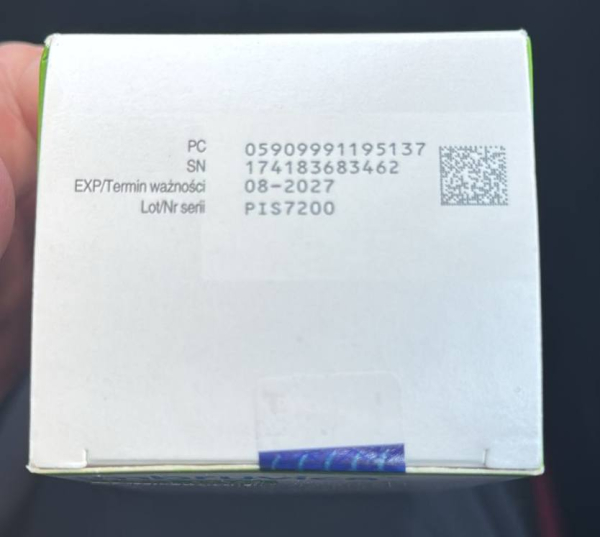 PC 05909991195137
SN 174183683462
EXP/Termin ważności 08-2027
Lot/Nr serii PIS7200